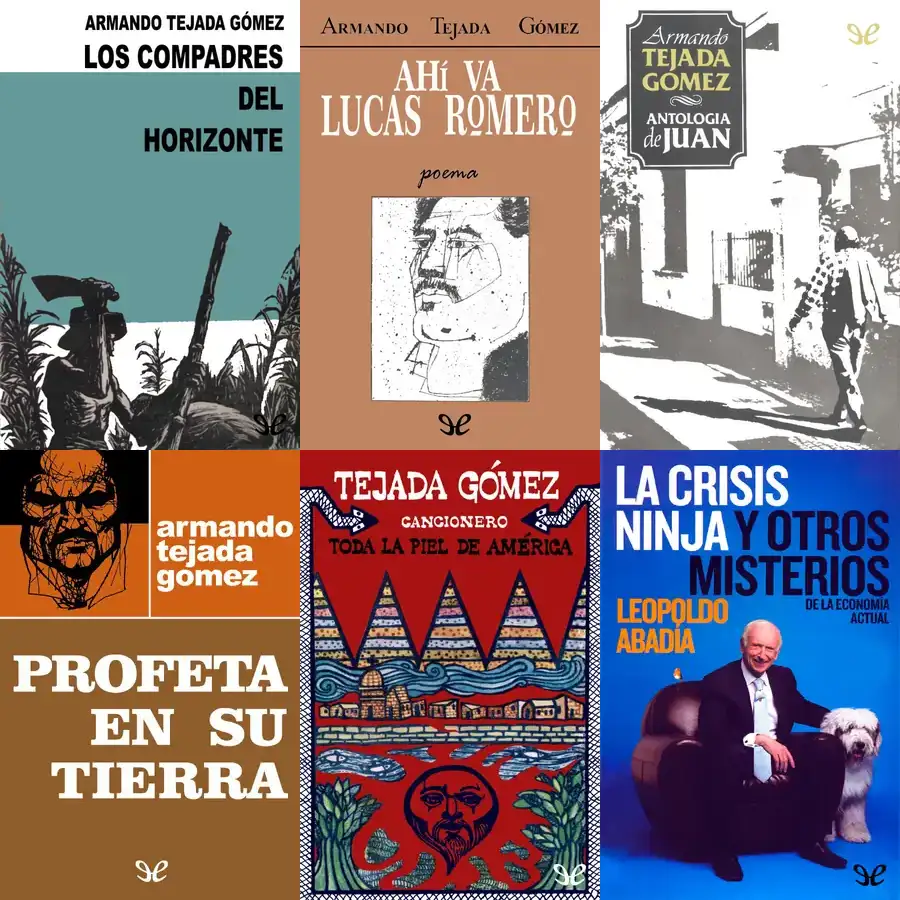 ARMANDO TEJADA GÓMEZ
LOS COMPADRES
DEL
HORIZONTE
ARMANDO TEJADA GÓMEZ
AHí VA
LUCAS ROMERO
poema
Armando
TEJADA
GÓMEZ
ANTOLOGIA
de JUAN
armando
tejada
gomez
PROFETA
EN SU
TIERRA
TEJADA GÓMEZ
CANCIONERO
TODA LA PIEL DE AMÉRICA
LA CRISIS
NINJA Y OTROS
MISTERIOS
DE LA ECONOMÍA
ACTUAL
LEOPOLDO
ABADÍA